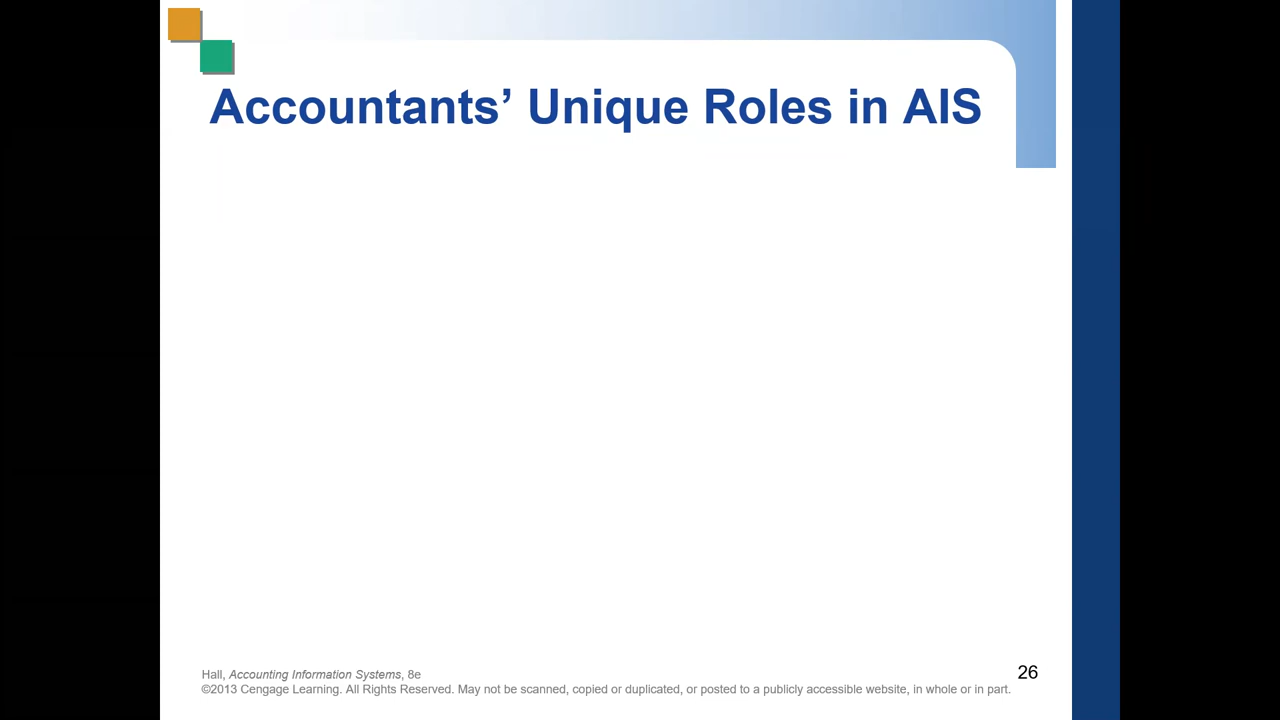 Accountants’ Unique Roles in AIS
Hall, Accounting Information Systems, 8e
©2013 Cengage Learning. All Rights Reserved. May not be scanned, copied or duplicated, or posted to a publicly accessible website, in whole or in part.
26